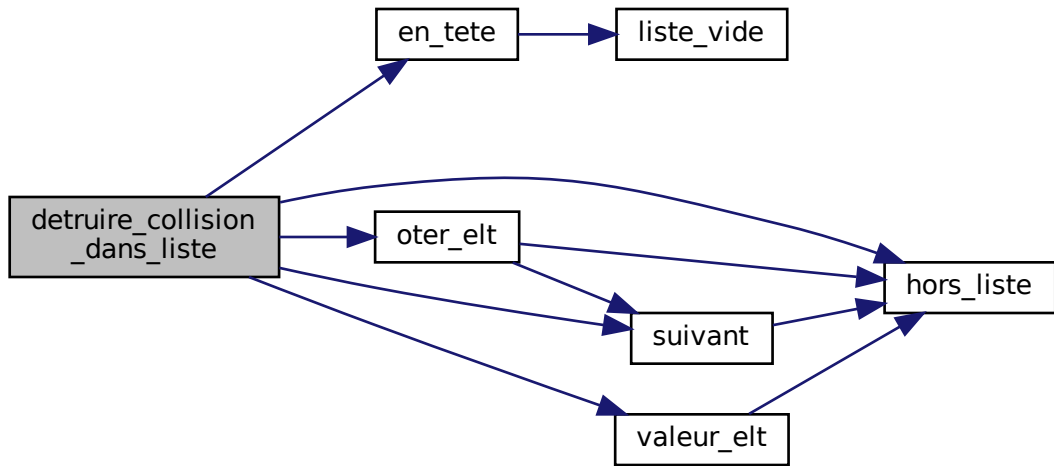 en_tete
liste_vide
detruire_collision
_dans_liste
oter_elt
hors_liste
suivant
valeur_elt